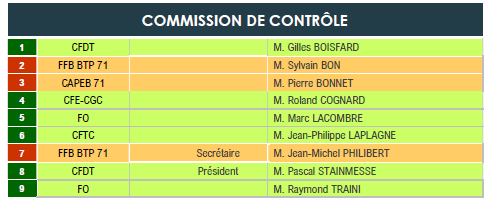 COMMISSION DE CONTRÔLE
1 CFDT M. Gilles BOISFARD
2 FFB BTP 71 M. Sylvain BON
3 CAPEB 71 M. Pierre BONNET
4 CFE-CGC M. Roland COGNARD
5 FO M. Marc LACOMBRE
6 CFTC M. Jean-Philippe LAPLAGNE
7 FFB BTP 71 Secrétaire M. Jean-Michel PHILIBERT
8 CFDT Président M. Pascal STAINMESSE
9 FO M. Raymond TRAINI